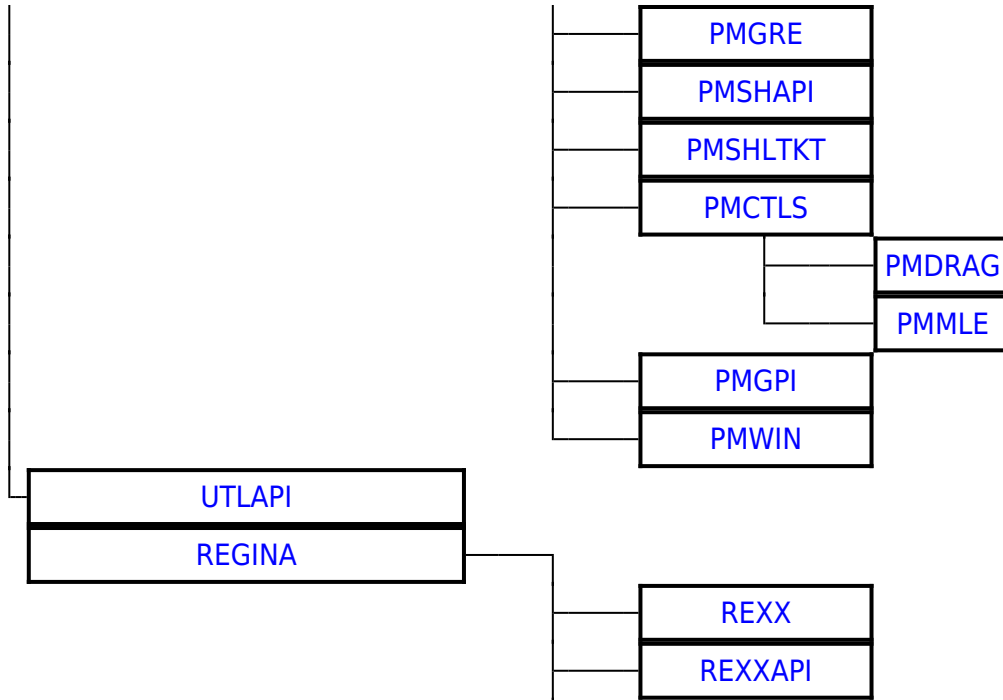 PMGRE
PMSHAPI
PMSHLTKT
PMCTLS
PMDRAG
PMMLE
PMGPI
PMWIN
UTLAPI
REGINA
REXX
REXXAPI